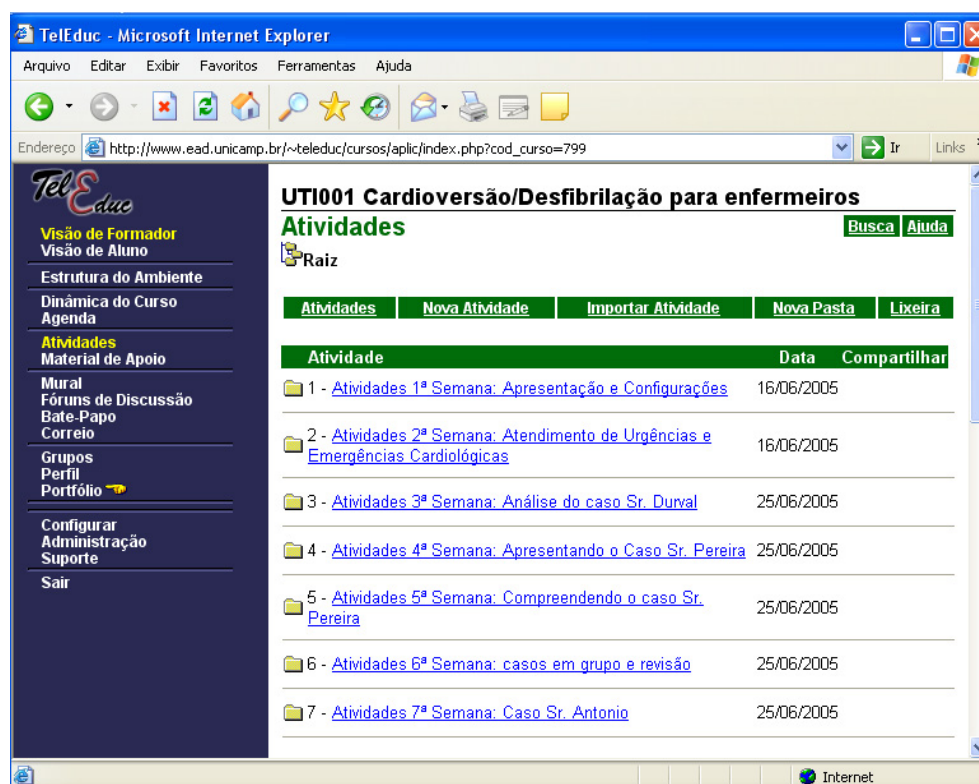 TelEduc - Microsoft Internet Explorer
Arquivo Editar Exibir Favoritos Ferramentas Ajuda
Endereço http://www.ead.unicamp.br/~teleduc/cursos/aplic/index.php?cod_curso=799 Ir Links
TelEduc
Visão de Formador
Visão de Aluno
Estrutura do Ambiente
Dinâmica do Curso
Agenda
Atividades
Material de Apoio
Mural
Fóruns de Discussão
Bate-Papo
Correio
Grupos
Perfil
Portfólio
Configurar
Administração
Suporte
Sair
UTI001 Cardioversão/Desfibrilação para enfermeiros
Atividades Busca Ajuda
Raiz
Atividades Nova Atividade Importar Atividade Nova Pasta Lixeira
Atividade Data Compartilhar
1 - Atividades 1ª Semana: Apresentação e Configurações 16/06/2005
2 - Atividades 2ª Semana: Atendimento de Urgências e
Emergências Cardiológicas 16/06/2005
3 - Atividades 3ª Semana: Análise do caso Sr. Durval 25/06/2005
4 - Atividades 4ª Semana: Apresentando o Caso Sr. Pereira 25/06/2005
5 - Atividades 5ª Semana: Compreendendo o caso Sr.
Pereira 25/06/2005
6 - Atividades 6ª Semana: casos em grupo e revisão 25/06/2005
7 - Atividades 7ª Semana: Caso Sr. Antonio 25/06/2005
Internet